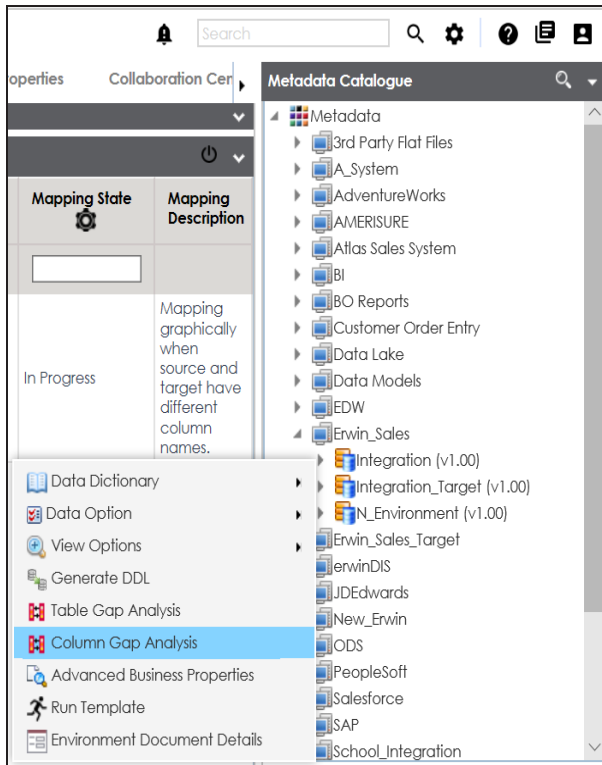 Search
operties
Collaboration Cer
Metadata Catalogue
Mapping State
Mapping
Description
In Progress
Mapping
graphically
when
source and
target have
different
column
names.
Metadata
3rd Party Flat Files
A_System
AdventureWorks
AMERISURE
Atlas Sales System
BI
BO Reports
Customer Order Entry
Data Lake
Data Models
EDW
Erwin_Sales
Integration (v1.00)
Integration_Target (v1.00)
N_Environment (v1.00)
Erwin_Sales_Target
erwinDIS
JDEdwards
New_Erwin
ODS
PeopleSoft
Salesforce
SAP
School_Integration
Data Dictionary
Data Option
View Options
Generate DDL
Table Gap Analysis
Column Gap Analysis
Advanced Business Properties
Run Template
Environment Document Details